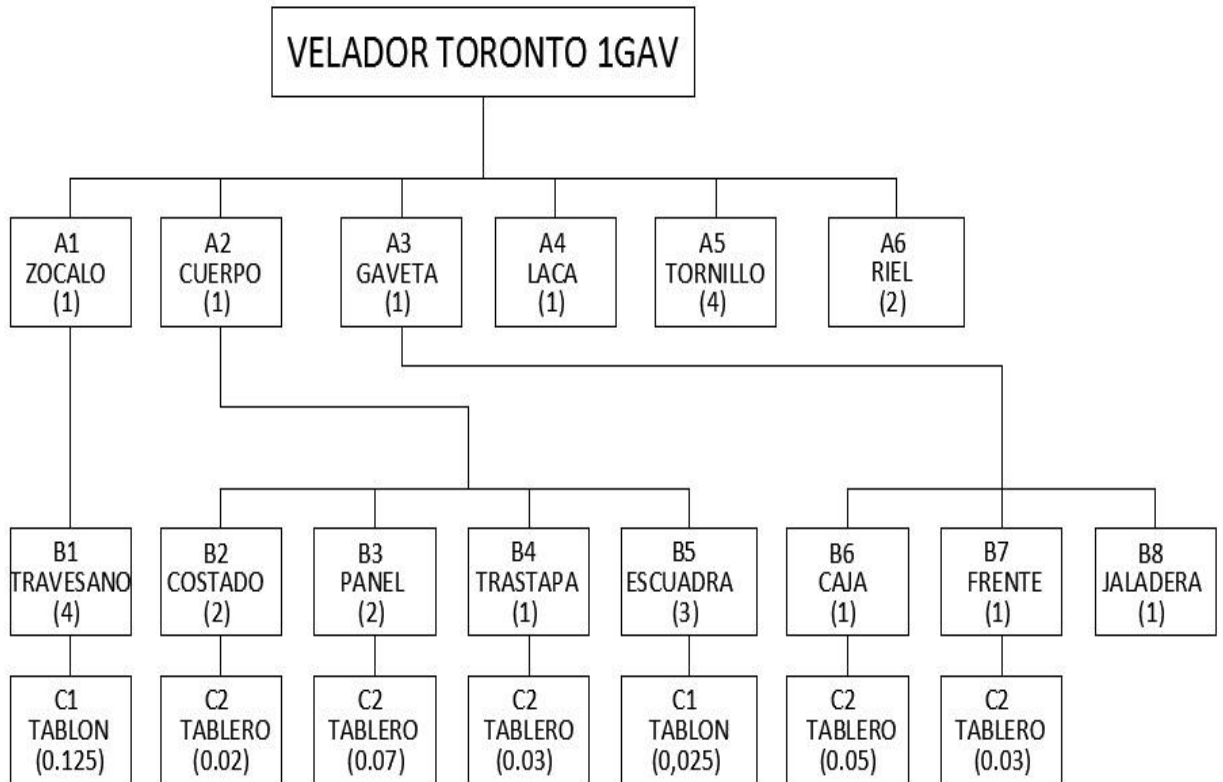 VELADOR TORONTO 1GAV
A1
ZOCALO
(1)
A2
CUERPO
(1)
A3
GAVETA
(1)
A4
LACA
(1)
A5
TORNILLO
(4)
A6
RIEL
(2)
B1
TRAVESANO
(4)
B2
COSTADO
(2)
B3
PANEL
(2)
B4
TRASTAPA
(1)
B5
ESCUADRA
(3)
B6
CAJA
(1)
B7
FRENTE
(1)
B8
JALADERA
(1)
C1
TABLON
(0.125)
C2
TABLERO
(0.02)
C2
TABLERO
(0.07)
C2
TABLERO
(0.03)
C1
TABLON
(0,025)
C2
TABLERO
(0.05)
C2
TABLERO
(0.03)